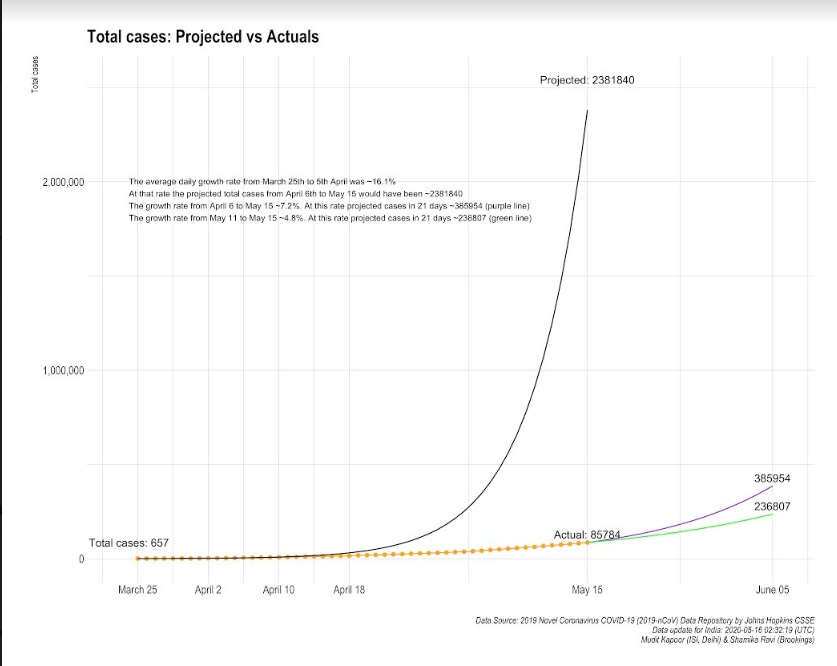 Total cases: Projected vs Actuals
Total cases
Projected: 2381840
2,000,000
The average daily growth rate from March 25th to 5th April was ~16.1%
At that rate the projected total cases from April 6th to May 15 would have been ~2381840
The growth rate from April 6 to May 15 ~7.2%. At this rate projected cases in 21 days ~385954 (purple line)
The growth rate from May 11 to May 15 ~4.8%. At this rate projected cases in 21 days ~236807 (green line)
1,000,000
385954
236807
Actual: 85784
Total cases: 657
0
March 25 April 2 April 10 April 18 May 15 June 05
Data Source: 2019 Novel Coronavirus COVID-19 (2019-nCoV) Data Repository by Johns Hopkins CSSE
Data update for India: 2020-05-16 02:32:19 (UTC)
Mudit Kapoor (ISI, Delhi) & Shamika Ravi (Brookings)